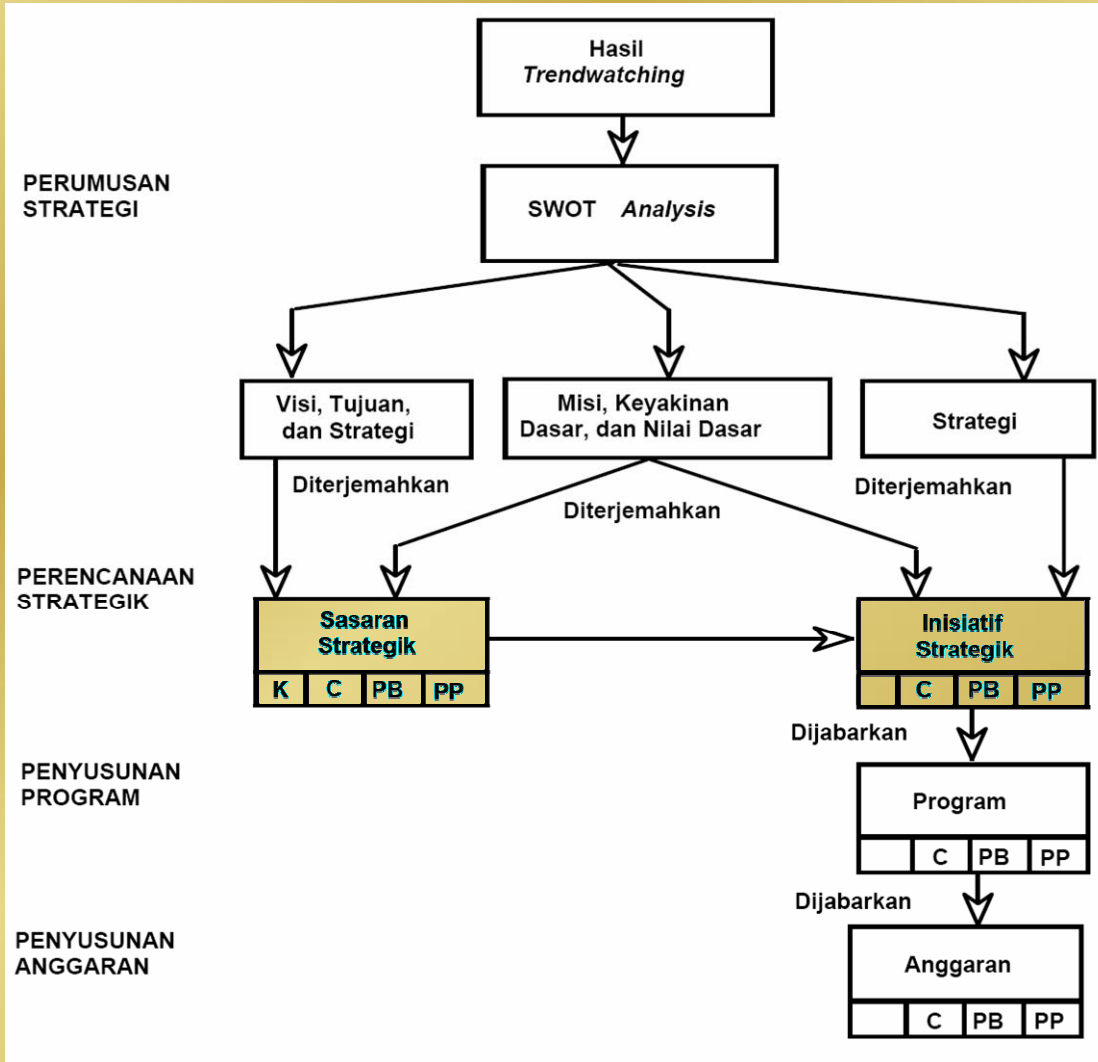 Hasil
Trendwatching
PERUMUSAN
STRATEGI
SWOT Analysis
Visi, Tujuan,
dan Strategi
Misi, Keyakinan
Dasar, dan Nilai Dasar
Strategi
Diterjemahkan
Diterjemahkan
Diterjemahkan
PERENCANAAN
STRATEGIK
Sasaran
Strategik
K C PB PP
Inisiatif
Strategik
C PB PP
Dijabarkan
PENYUSUNAN
PROGRAM
Program
C PB PP
Dijabarkan
PENYUSUNAN
ANGGARAN
Anggaran
C PB PP